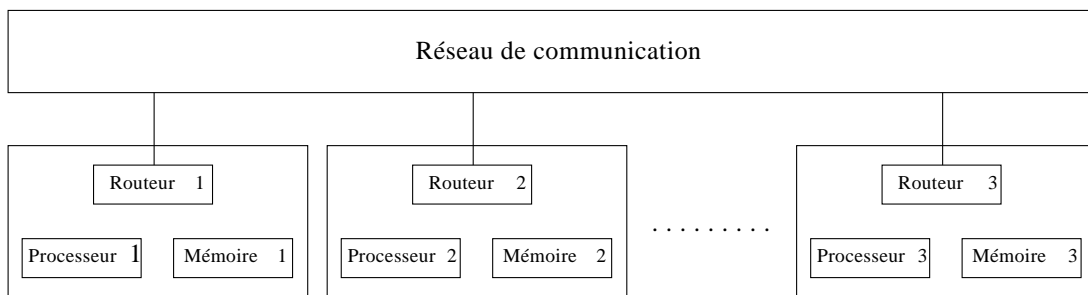 Réseau de communication
Routeur 1
Routeur 2
Routeur 3
.........
Processeur 1
Mémoire 1
Processeur 2
Mémoire 2
Processeur 3
Mémoire 3